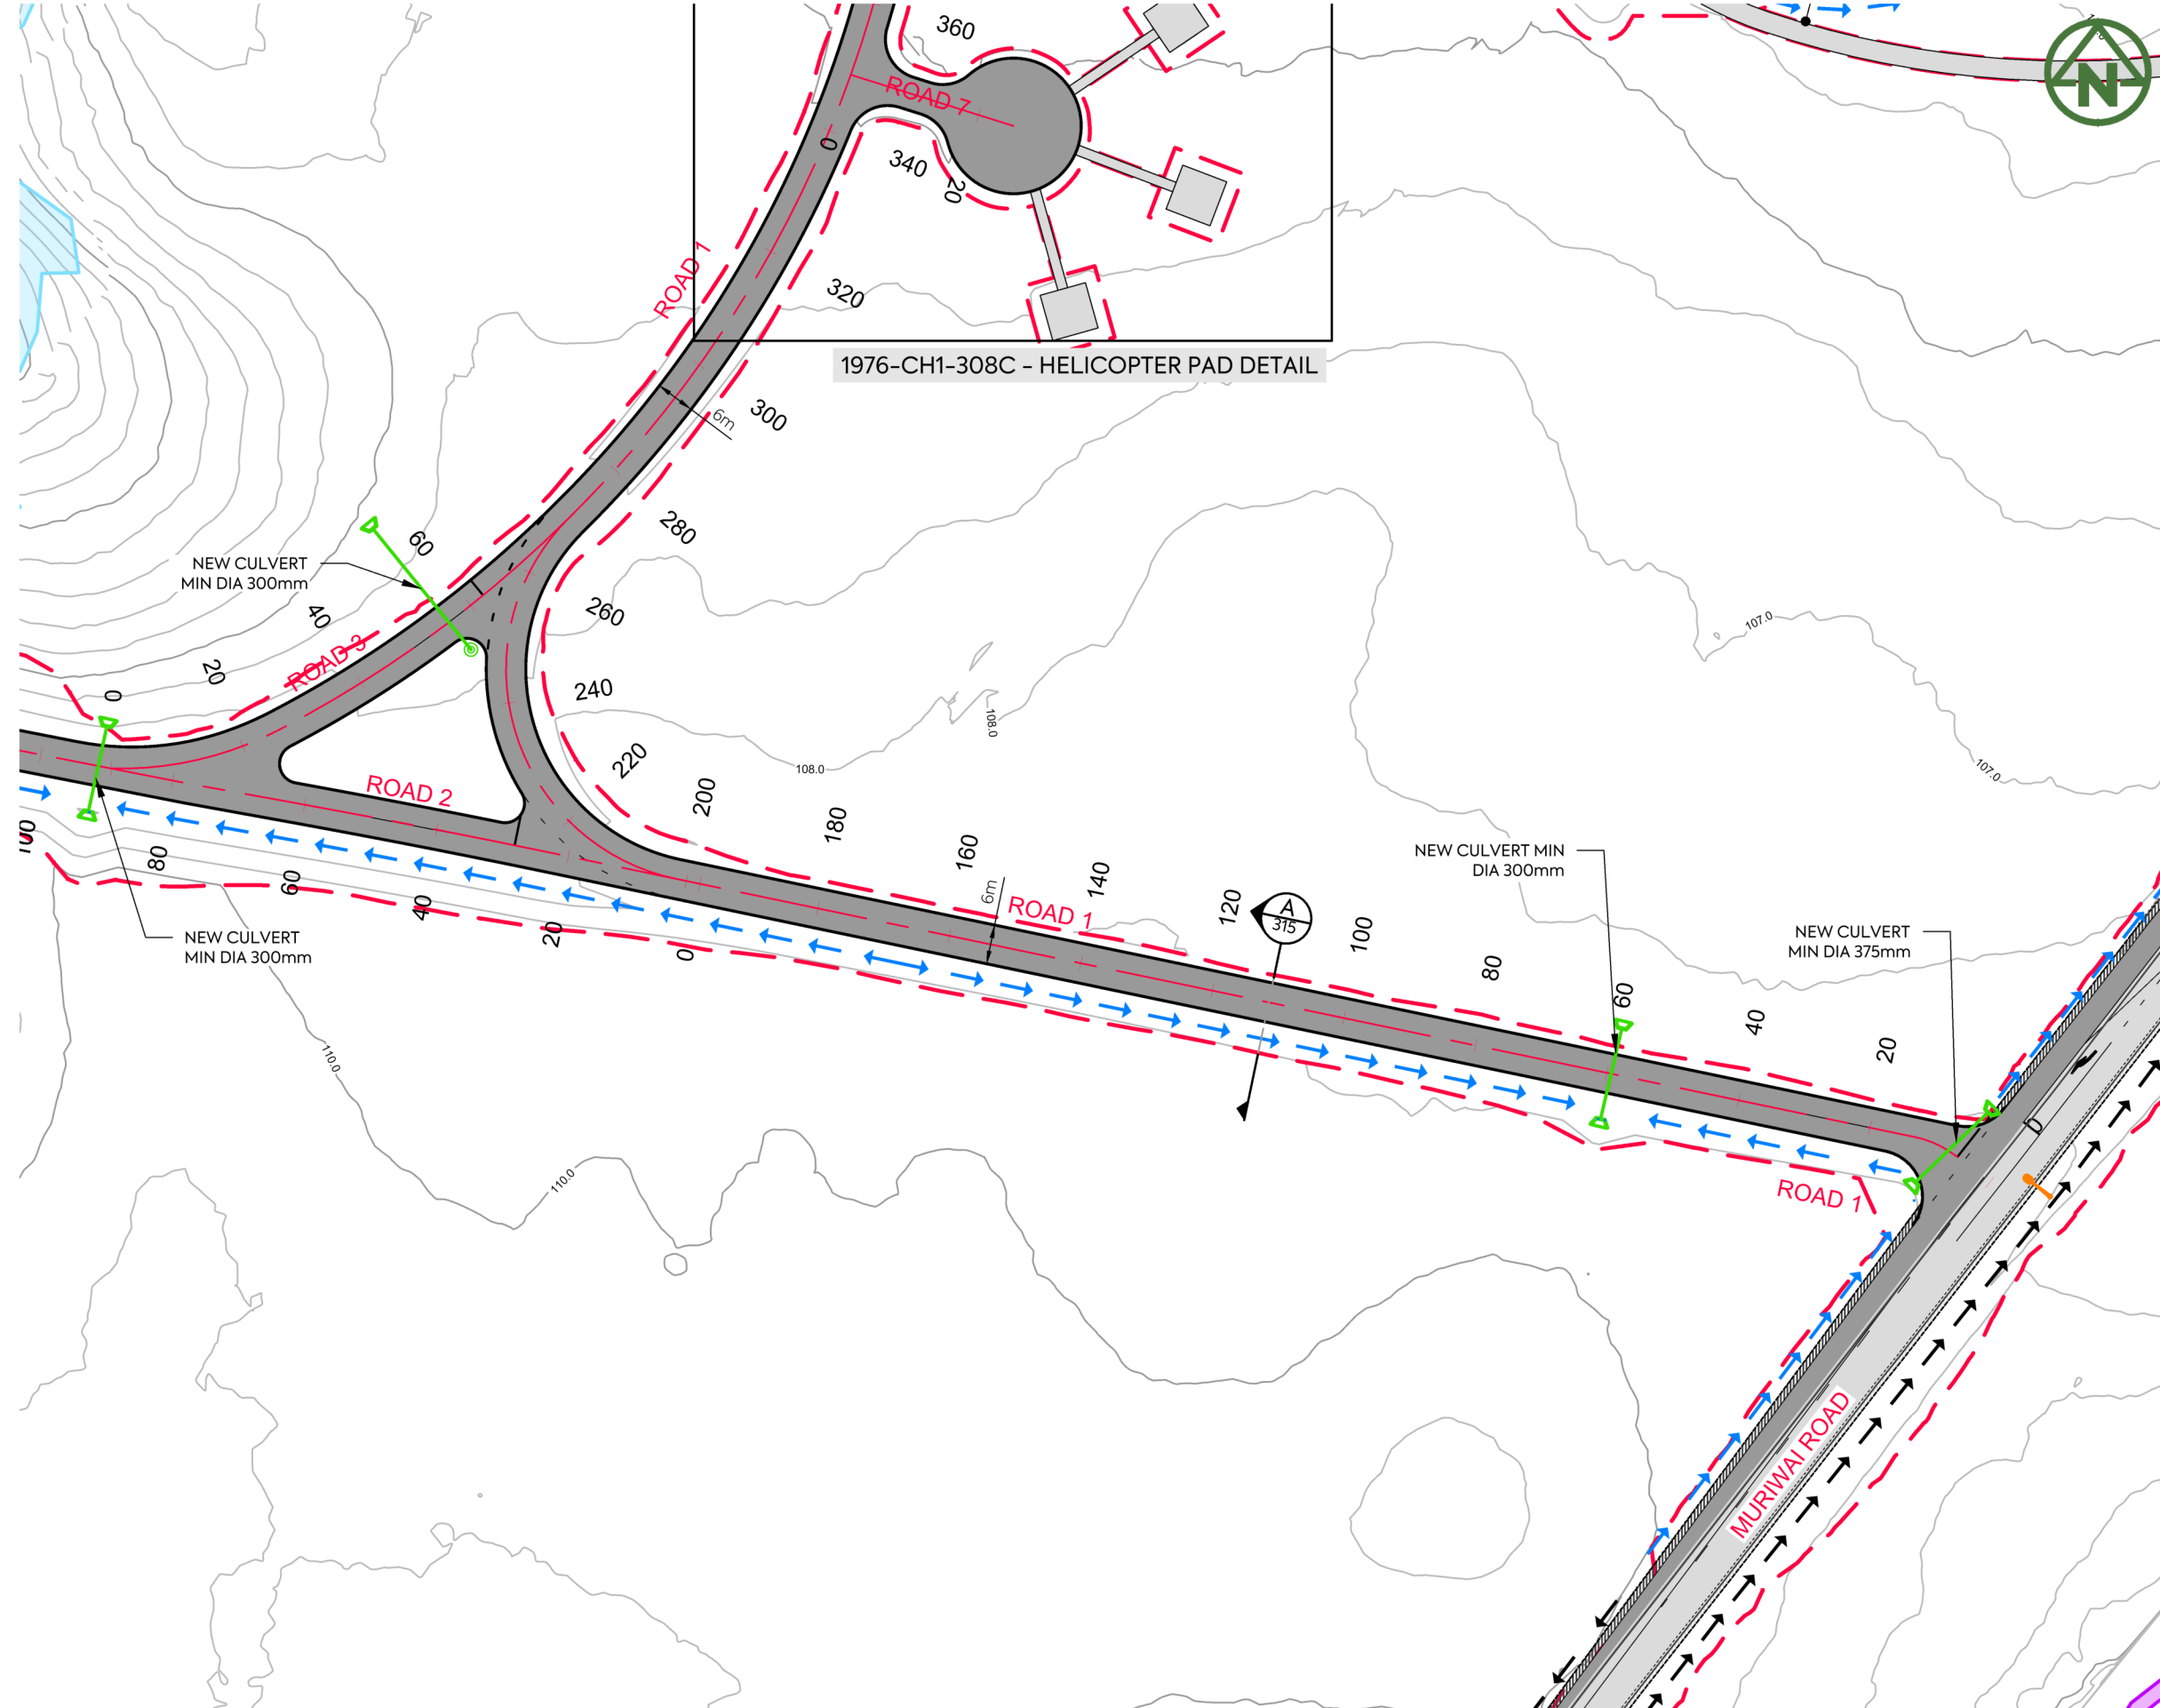 360
N
ROAD 7
0
340
20
ROAD 1
320
1976-CH1-308C - HELICOPTER PAD DETAIL
300
6m
280
60
NEW CULVERT
MIN DIA 300mm
40
260
ROAD 3
107.0
20
240
0
108.0
220
108.0
107.0
ROAD 2
200
180
160
140
NEW CULVERT MIN
DIA 300mm
100
80
60
40
20
0
6m
ROAD 1
120
A
315
100
80
60
40
20
NEW CULVERT
MIN DIA 375mm
NEW CULVERT
MIN DIA 300mm
110.0
110.0
ROAD 1
MURIWAI ROAD